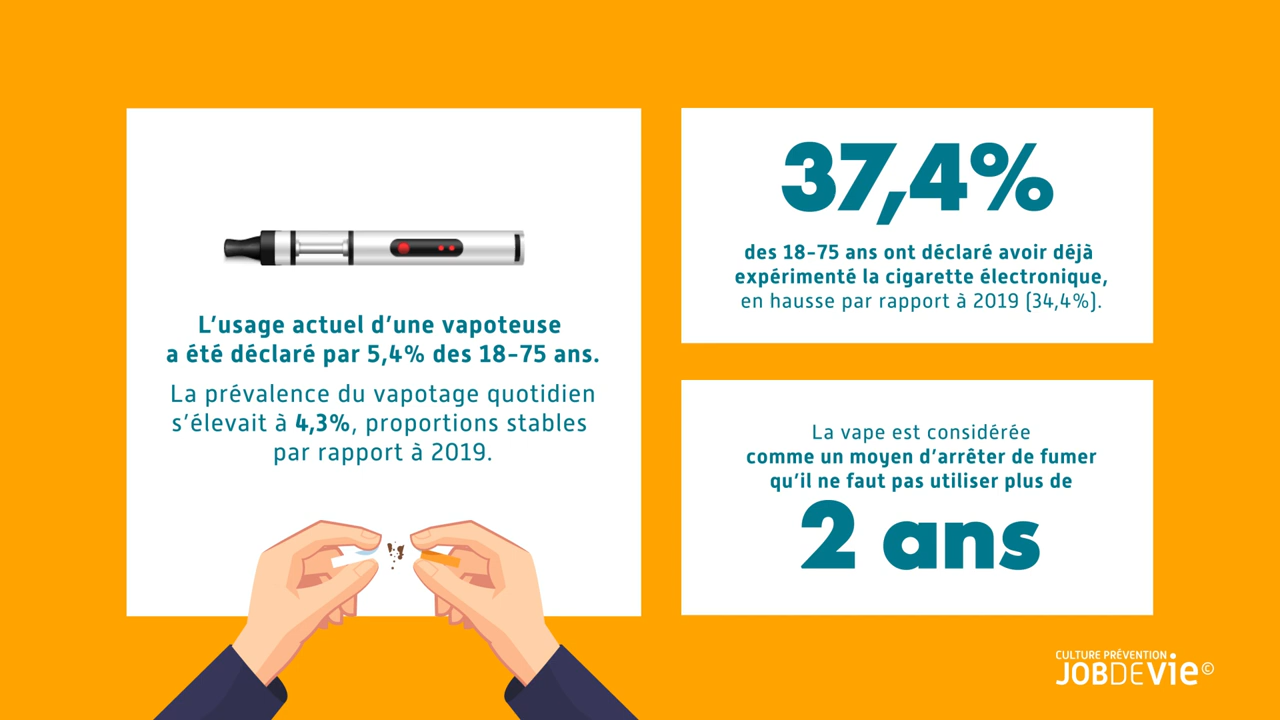 L’usage actuel d’une vapoteuse
a été déclaré par 5,4% des 18-75 ans.
La prévalence du vapotage quotidien
s’élevait à 4,3%, proportions stables
par rapport à 2019.
37,4%
des 18-75 ans ont déclaré avoir déjà
expérimenté la cigarette électronique,
en hausse par rapport à 2019 (34,4%).
La vape est considérée
comme un moyen d’arrêter de fumer
qu’il ne faut pas utiliser plus de
2 ans
CULTURE PRÉVENTION
JOBDEViE©